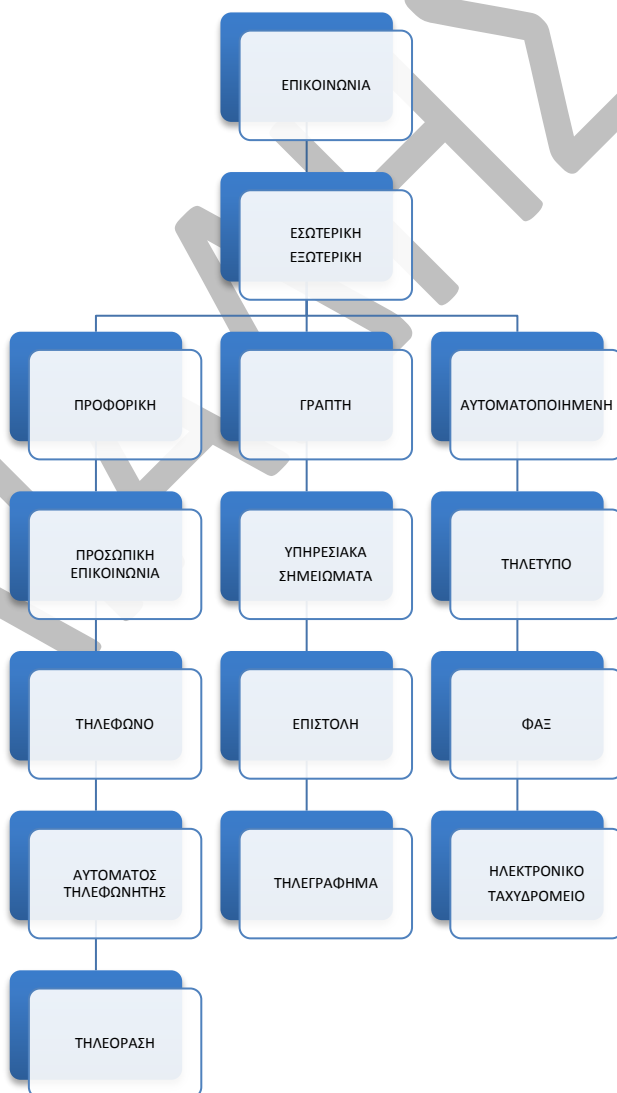 ΕΠΙΚΟΙΝΩΝΙΑ
ΕΣΩΤΕΡΙΚΗ
ΕΞΩΤΕΡΙΚΗ
ΠΡΟΦΟΡΙΚΗ
ΓΡΑΠΤΗ
ΑΥΤΟΜΑΤΟΠΟΙΗΜΕΝΗ
ΠΡΟΣΩΠΙΚΗ
ΕΠΙΚΟΙΝΩΝΙΑ
ΥΠΗΡΕΣΙΑΚΑ
ΣΗΜΕΙΩΜΑΤΑ
ΤΗΛΕΤΥΠΟ
ΤΗΛΕΦΩΝΟ
ΕΠΙΣΤΟΛΗ
ΦΑΞ
ΑΥΤΟΜΑΤΟΣ
ΤΗΛΕΦΩΝΗΤΗΣ
ΤΗΛΕΓΡΑΦΗΜΑ
ΗΛΕΚΤΡΟΝΙΚΟ
ΤΑΧΥΔΡΟΜΕΙΟ
ΤΗΛΕΟΡΑΣΗ